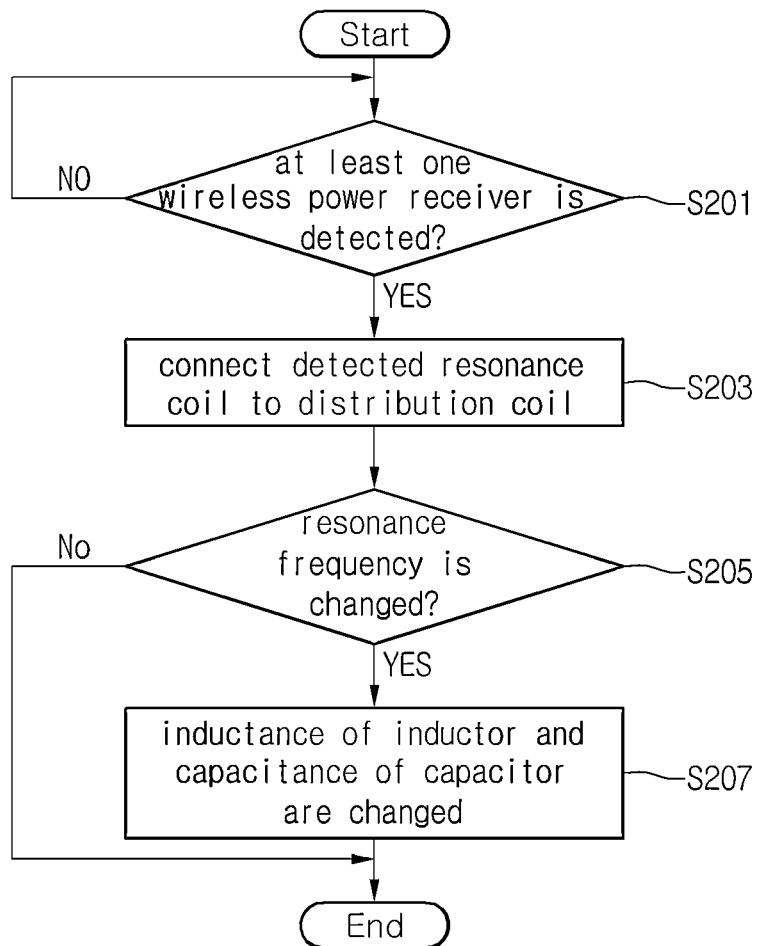 Start
at least one
wireless power receiver is
detected?
NO
S201
YES
connect detected resonance
coil to distribution coil
S203
resonance
frequency is
changed?
No
S205
YES
inductance of inductor and
capacitance of capacitor
are changed
S207
End